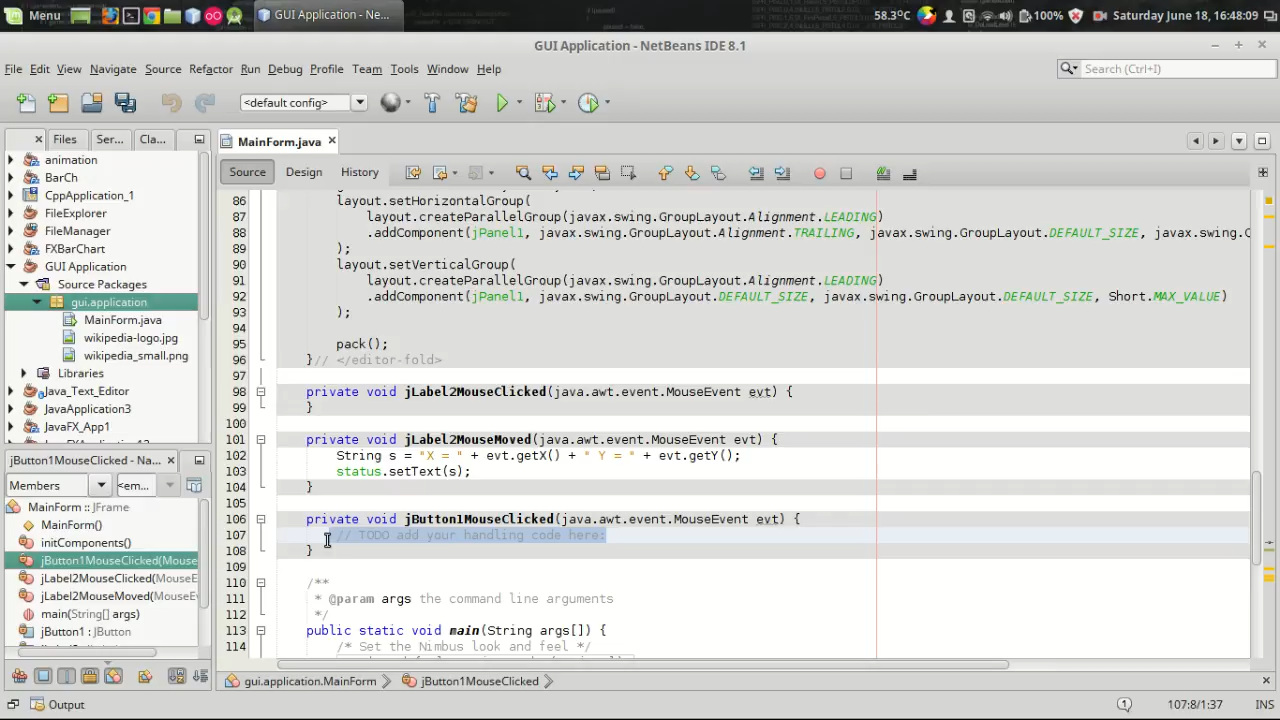 Menu
GUI Application - Ne...
58.3°C
100%
Saturday June 18, 16:48:09
GUI Application - NetBeans IDE 8.1
File Edit View Navigate Source Refactor Run Debug Profile Team Tools Window Help
Search (Ctrl+I)
<default config>
Files Ser... Cla...
MainForm.java
Source Design History
animation
BarCh
CppApplication_1
FileExplorer
FileManager
FXBarChart
GUI Application
Source Packages
gui.application
MainForm.java
wikipedia-logo.jpg
wikipedia_small.png
Libraries
Java_Text_Editor
JavaApplication3
JavaFX_App1
86 layout.setHorizontalGroup(
87 layout.createParallelGroup(javax.swing.GroupLayout.Alignment.LEADING)
88 .addComponent(jPanel1, javax.swing.GroupLayout.Alignment.TRAILING, javax.swing.GroupLayout.DEFAULT_SIZE, javax.swing.G
89 );
90 layout.setVerticalGroup(
91 layout.createParallelGroup(javax.swing.GroupLayout.Alignment.LEADING)
92 .addComponent(jPanel1, javax.swing.GroupLayout.DEFAULT_SIZE, javax.swing.GroupLayout.DEFAULT_SIZE, Short.MAX_VALUE)
93 );
94
95 pack();
96 }// </editor-fold>
97
98 private void jLabel2MouseClicked(java.awt.event.MouseEvent evt) {
99 }
100
101 private void jLabel2MouseMoved(java.awt.event.MouseEvent evt) {
102 String s = "X = " + evt.getX() + " Y = " + evt.getY();
103 status.setText(s);
104 }
105
106 private void jButton1MouseClicked(java.awt.event.MouseEvent evt) {
107 // TODO add your handling code here:
108 }
109
110 /**
111 * @param args the command line arguments
112 */
113 public static void main(String args[]) {
114 /* Set the Nimbus look and feel */
jButton1MouseClicked - Na...
Members <em...
MainForm :: JFrame
MainForm()
initComponents()
jButton1MouseClicked(Mouse
jLabel2MouseClicked(MouseE
jLabel2MouseMoved(MouseEv
main(String[] args)
jButton1 : JButton
gui.application.MainForm jButton1MouseClicked
Output
1 107:8/1:37 INS